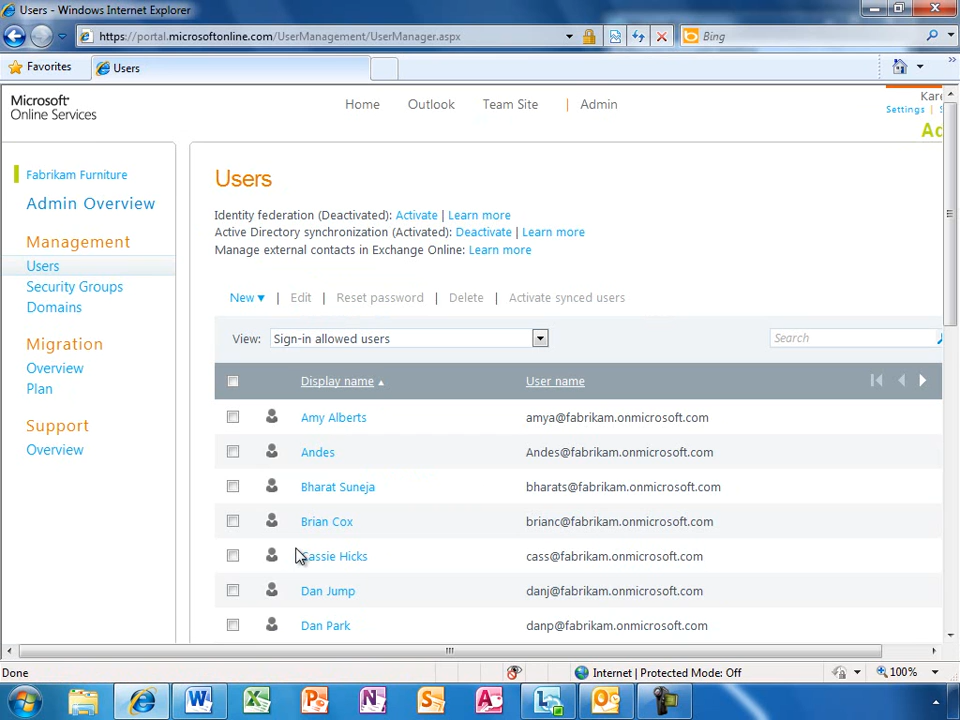 Users - Windows Internet Explorer
https://portal.microsoftonline.com/UserManagement/UserManager.aspx
Bing
Favorites
Users
Microsoft
Online Services
Home Outlook Team Site | Admin
Settings |
Fabrikam Furniture
Admin Overview
Management
Users
Security Groups
Domains
Migration
Overview
Plan
Support
Overview
Users
Identity federation (Deactivated): Activate | Learn more
Active Directory synchronization (Activated): Deactivate | Learn more
Manage external contacts in Exchange Online: Learn more
New | Edit | Reset password | Delete | Activate synced users
View: Sign-in allowed users Search
Display name User name
Amy Alberts amya@fabrikam.onmicrosoft.com
Andes Andes@fabrikam.onmicrosoft.com
Bharat Suneja bharats@fabrikam.onmicrosoft.com
Brian Cox brianc@fabrikam.onmicrosoft.com
Cassie Hicks cass@fabrikam.onmicrosoft.com
Dan Jump danj@fabrikam.onmicrosoft.com
Dan Park danp@fabrikam.onmicrosoft.com
Done Internet | Protected Mode: Off 100%